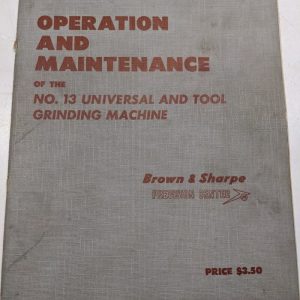 OPERATION
AND
MAINTENANCE
OF THE
NO. 13 UNIVERSAL AND TOOL
GRINDING MACHINE
Brown & Sharpe
PRECISION CENTER
PRICE $3.50